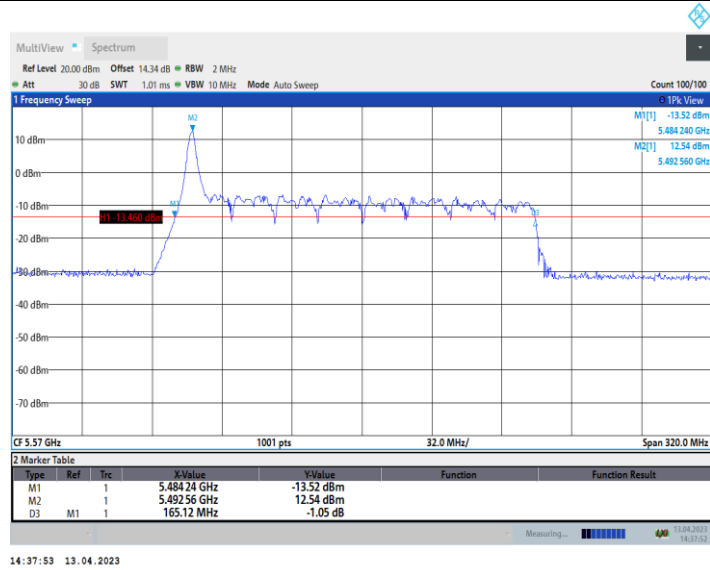 MultiView Spectrum
Ref Level 20.00 dBm Offset 14.34 dB RBW 2 MHz
Att 30 dB SWT 1.01 ms VBW 10 MHz Mode Auto Sweep Count 100/100
1 Frequency Sweep 1Pk View
M1[1] -13.52 dBm
5.484 240 GHz
M2[1] 12.54 dBm
5.492 560 GHz
M2
10 dBm
0 dBm
M1
-10 dBm
H1 -13.460 dBm
D3
-20 dBm
-30 dBm
-40 dBm
-50 dBm
-60 dBm
-70 dBm
CF 5.57 GHz 1001 pts 32.0 MHz/ Span 320.0 MHz
2 Marker Table
Type Ref Trc X-Value Y-Value Function Function Result
M1 1 5.484 24 GHz -13.52 dBm
M2 1 5.492 56 GHz 12.54 dBm
D3 M1 1 165.12 MHz -1.05 dB
Measuring... 13.04.2023
14:37:52
14:37:53 13.04.2023